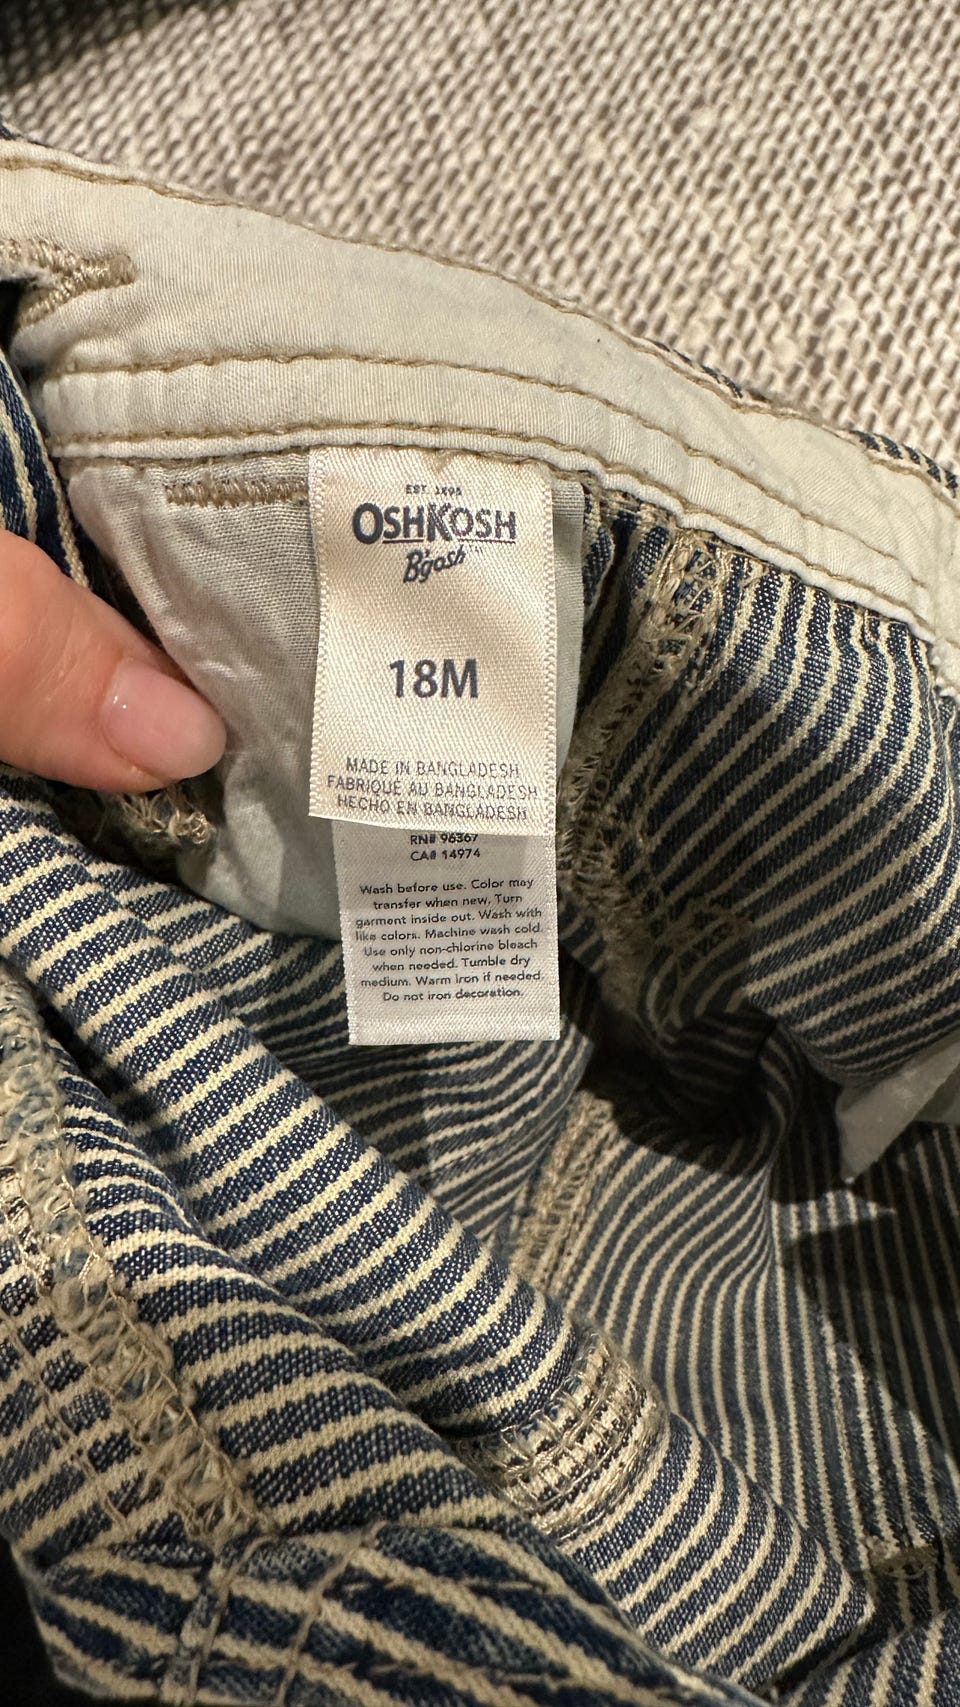 EST. 1895
OSHKOSH
B'gosh™
18M
MADE IN BANGLADESH
FABRIQUÉ AU BANGLADESH
HECHO EN BANGLADESH
RN# 96367
CA# 14974
Wash before use. Color may
transfer when new. Turn
garment inside out. Wash with
like colors. Machine wash cold.
Use only non-chlorine bleach
when needed. Tumble dry
medium. Warm iron if needed.
Do not iron decoration.